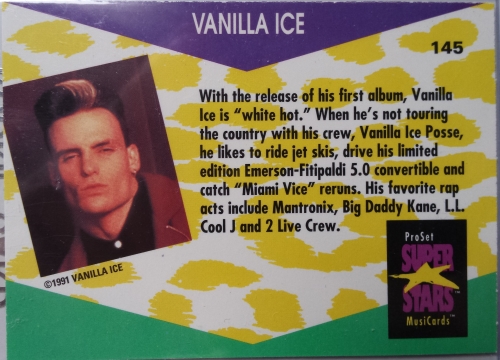 VANILLA ICE
145
With the release of his first album, Vanilla
Ice is "white hot." When he's not touring
the country with his crew, Vanilla Ice Posse,
he likes to ride jet skis, drive his limited
edition Emerson-Fitipaldi 5.0 convertible and
catch "Miami Vice" reruns. His favorite rap
acts include Mantronix, Big Daddy Kane, L.L.
Cool J and 2 Live Crew.
©1991 VANILLA ICE
ProSet
SUPER
STARS™
MusiCards™